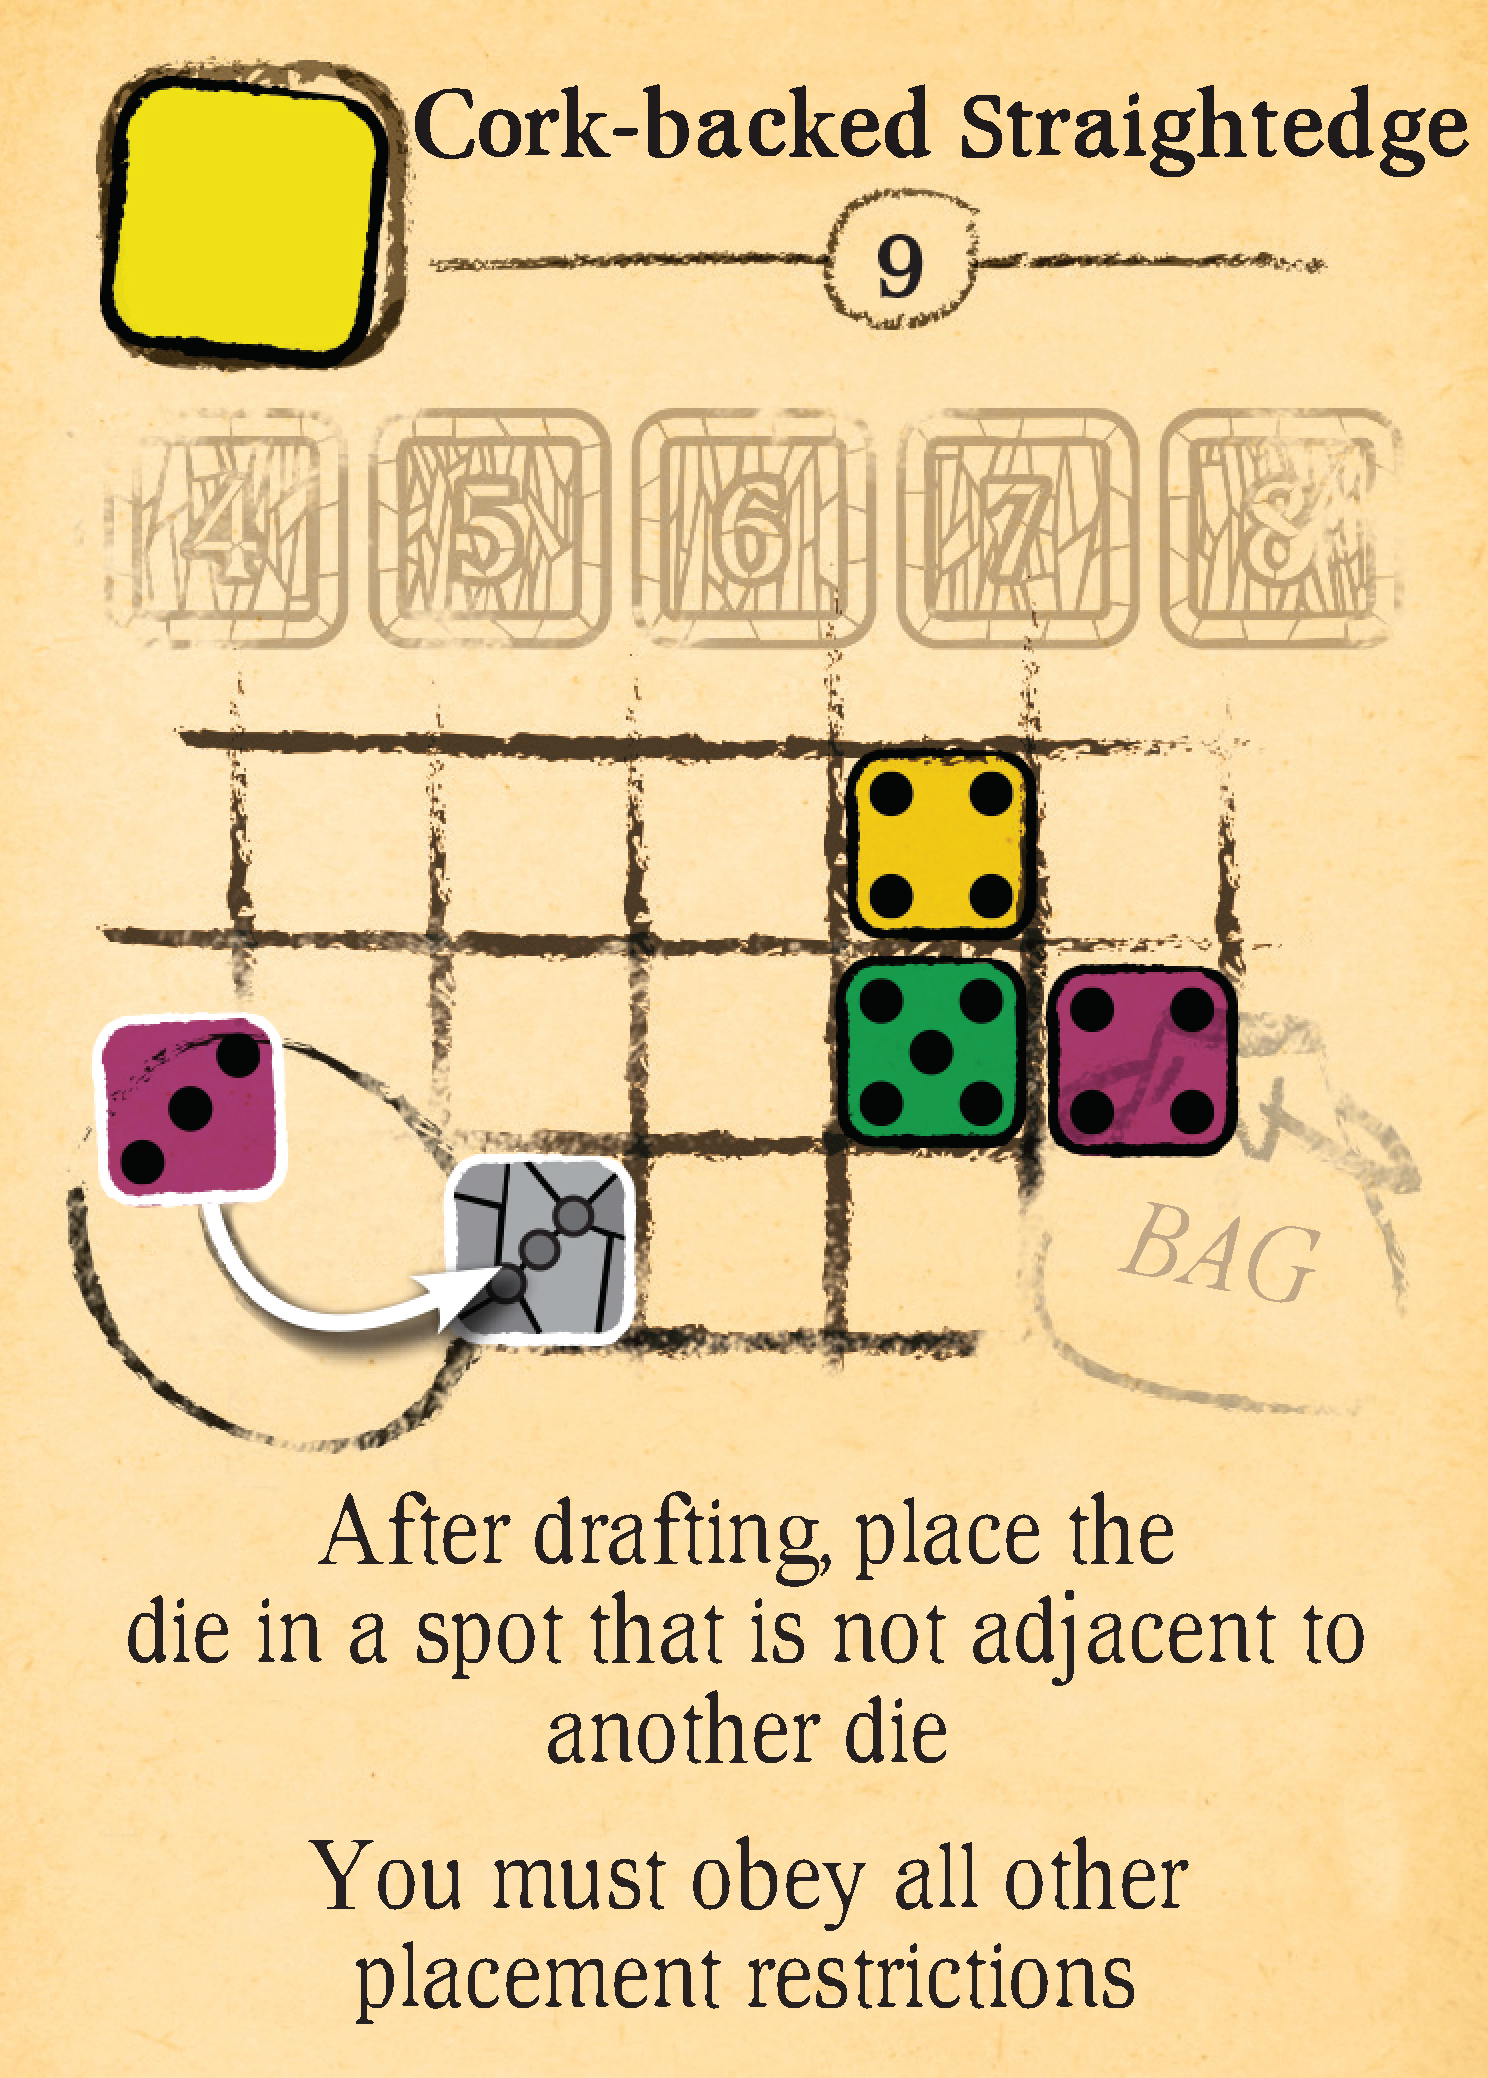 Cork-backed Straightedge
9
4 5 6 7 8
BAG
After drafting, place the
die in a spot that is not adjacent to
another die
You must obey all other
placement restrictions